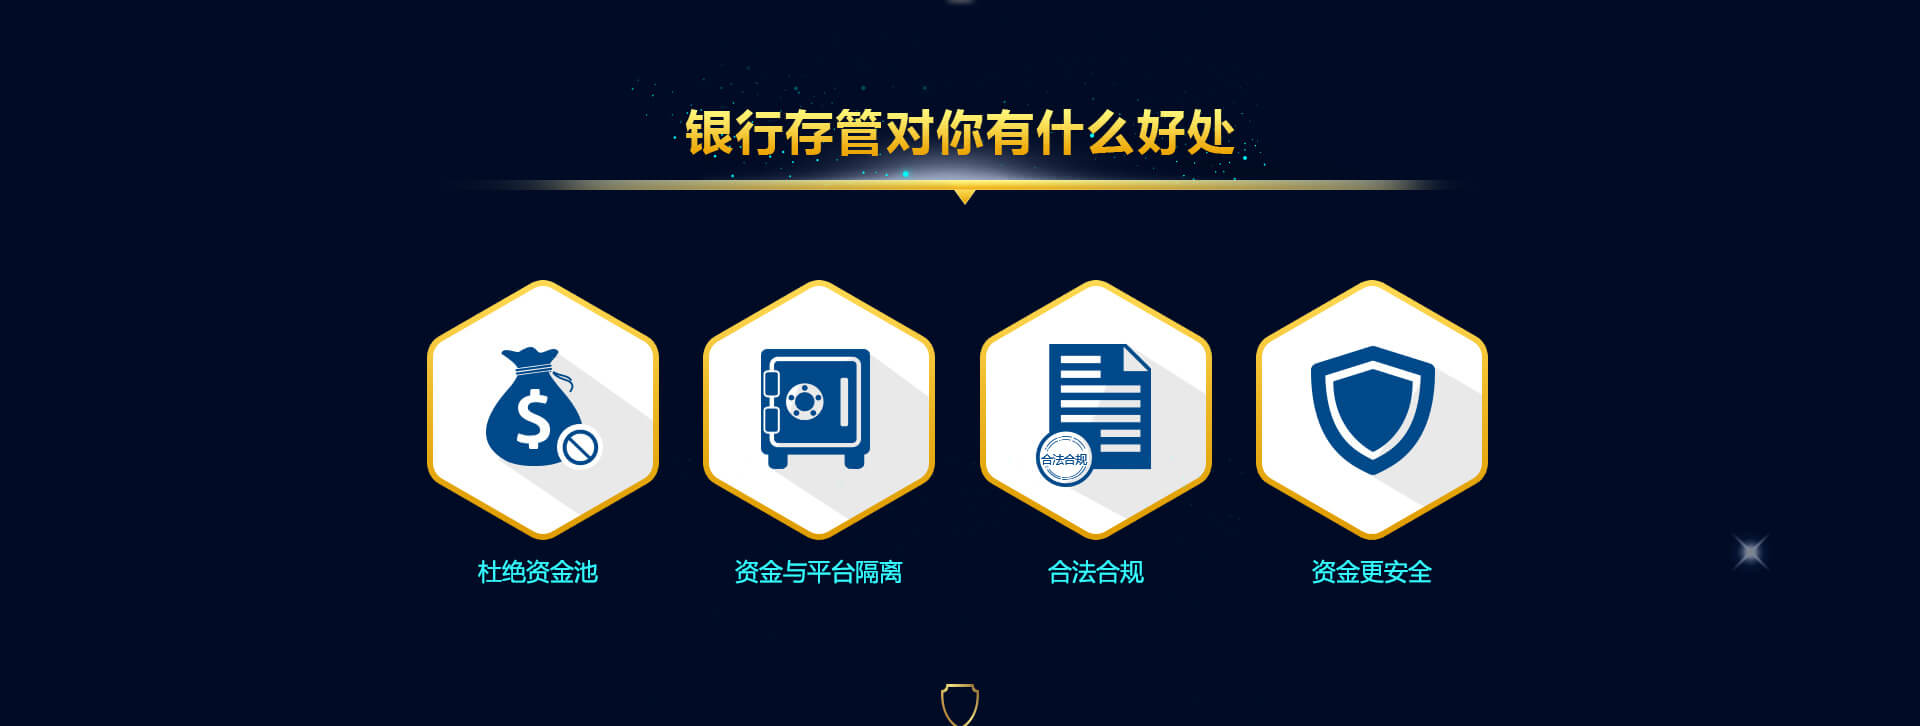 银行存管对你有什么好处
合法合规
杜绝资金池
资金与平台隔离
合法合规
资金更安全